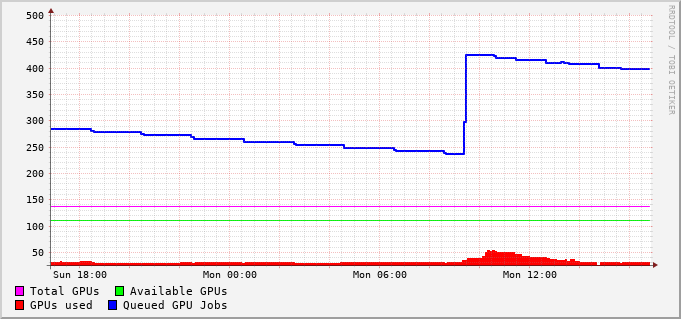 500
450
400
350
300
250
200
150
100
50
Sun 18:00 Mon 00:00 Mon 06:00 Mon 12:00
Total GPUs Available GPUs
GPUs used Queued GPU Jobs
RRDTOOL / TOBI OETIKER